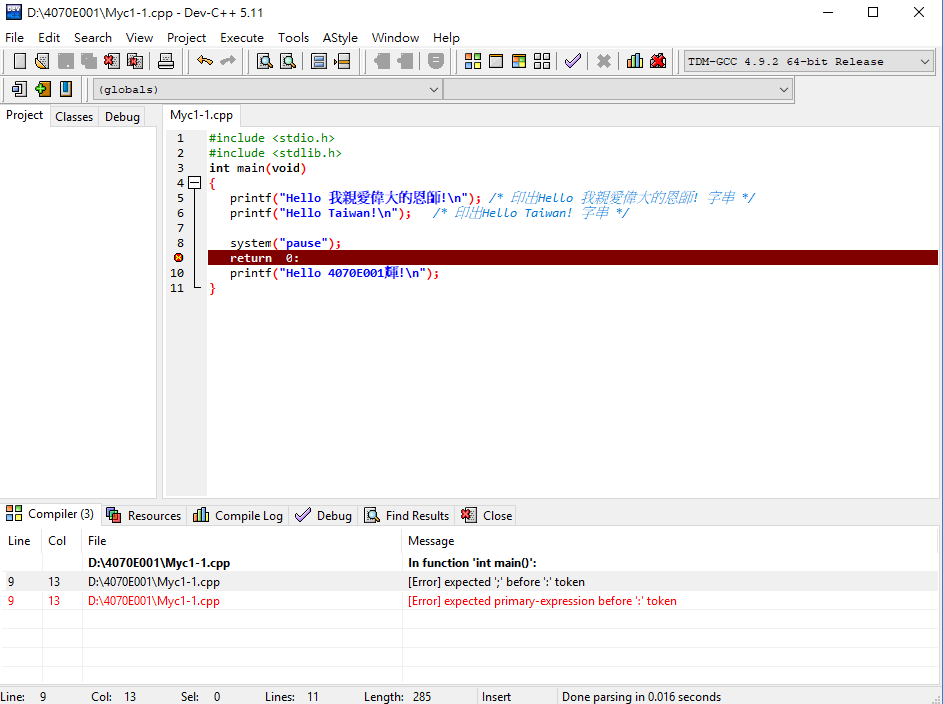 D:\4070E001\Myc1-1.cpp - Dev-C++ 5.11
File Edit Search View Project Execute Tools AStyle Window Help
TDM-GCC 4.9.2 64-bit Release
(globals)
Project Classes Debug Myc1-1.cpp
1 #include <stdio.h>
2 #include <stdlib.h>
3 int main(void)
4 {
5 printf("Hello 我親愛偉大的恩師!\n"); /* 印出Hello 我親愛偉大的恩師! 字串 */
6 printf("Hello Taiwan!\n"); /* 印出Hello Taiwan! 字串 */
7
8 system("pause");
return 0:
10 printf("Hello 4070E001輝!\n");
11 }
Compiler (3) Resources Compile Log Debug Find Results Close
Line Col File Message
D:\4070E001\Myc1-1.cpp In function 'int main()':
9 13 D:\4070E001\Myc1-1.cpp [Error] expected ';' before ':' token
9 13 D:\4070E001\Myc1-1.cpp [Error] expected primary-expression before ':' token
Line: 9 Col: 13 Sel: 0 Lines: 11 Length: 285 Insert Done parsing in 0.016 seconds